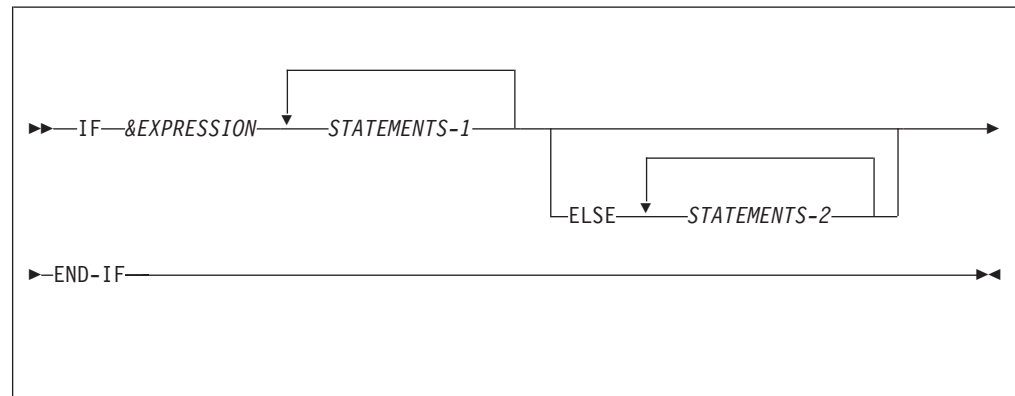 IF &EXPRESSION STATEMENTS-1
ELSE STATEMENTS-2
END-IF